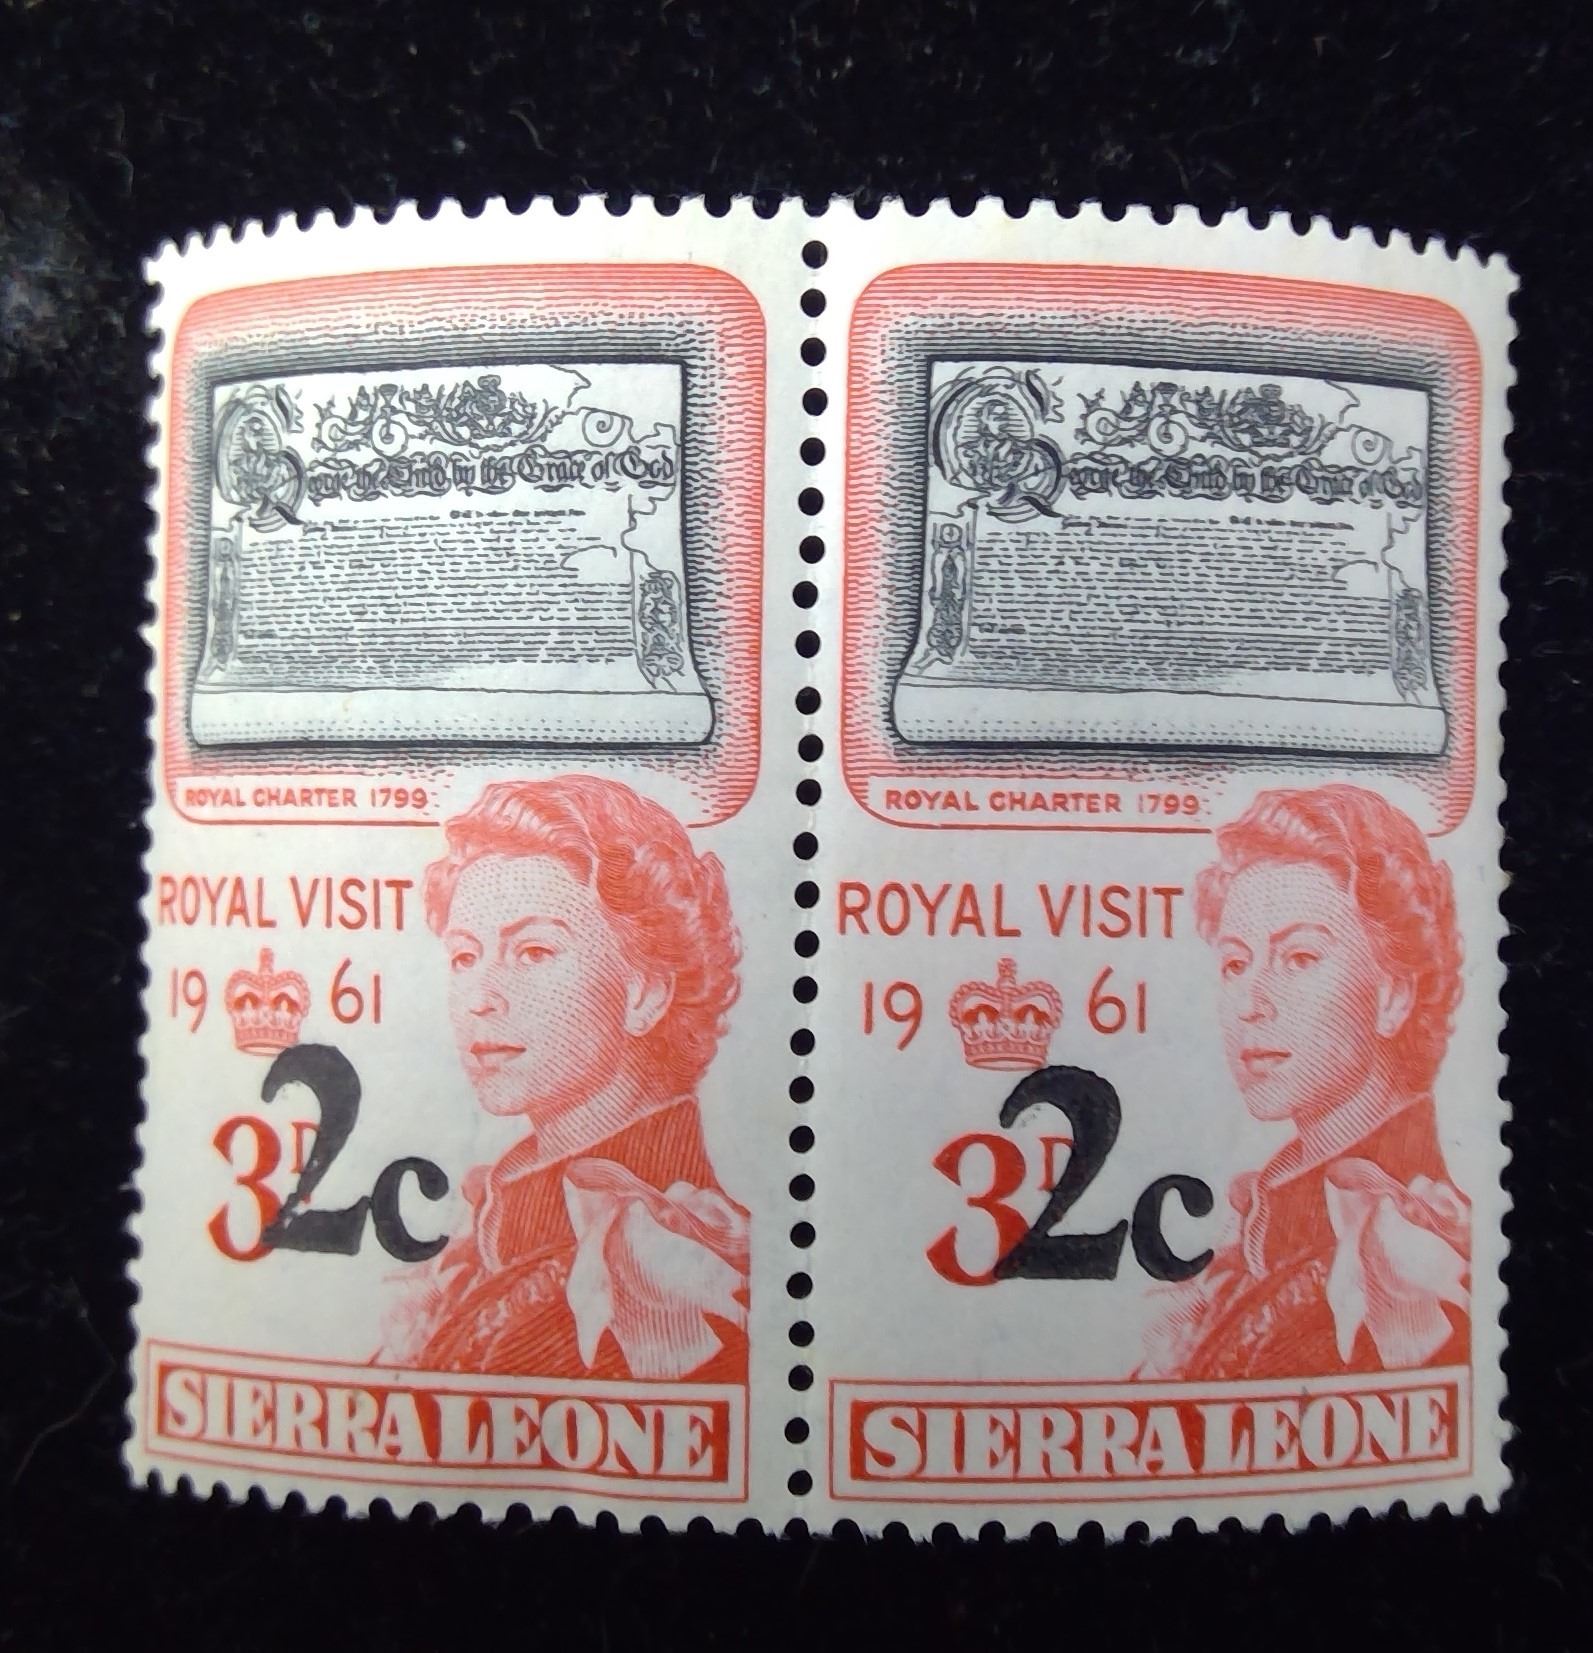 George the Third by the Grace of God
ROYAL CHARTER 1799
ROYAL VISIT
19 61
3D 2c
SIERRA LEONE
George the Third by the Grace of God
ROYAL CHARTER 1799
ROYAL VISIT
19 61
3D 2c
SIERRA LEONE